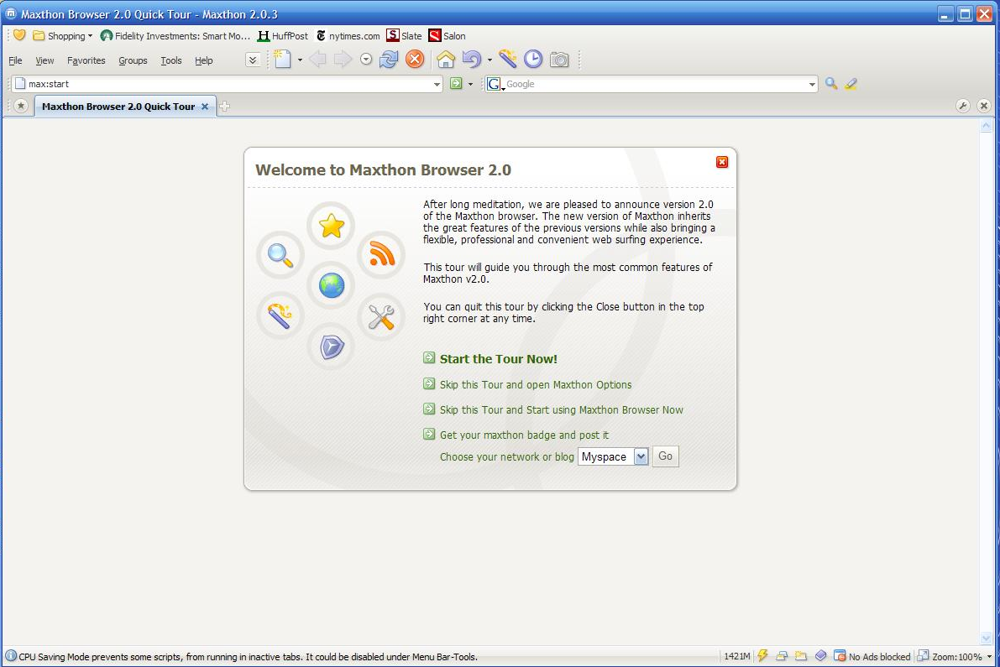 Maxthon Browser 2.0 Quick Tour - Maxthon 2.0.3
Shopping Fidelity Investments: Smart Mo... H HuffPost nytimes.com S Slate S Salon
File View Favorites Groups Tools Help
max:start G Google
Maxthon Browser 2.0 Quick Tour
Welcome to Maxthon Browser 2.0
After long meditation, we are pleased to announce version 2.0
of the Maxthon browser. The new version of Maxthon inherits
the great features of the previous versions while also bringing a
flexible, professional and convenient web surfing experience.
This tour will guide you through the most common features of
Maxthon v2.0.
You can quit this tour by clicking the Close button in the top
right corner at any time.
Start the Tour Now!
Skip this Tour and open Maxthon Options
Skip this Tour and Start using Maxthon Browser Now
Get your maxthon badge and post it
Choose your network or blog Myspace Go
CPU Saving Mode prevents some scripts, from running in inactive tabs. It could be disabled under Menu Bar-Tools. 1421M No Ads blocked Zoom:100%